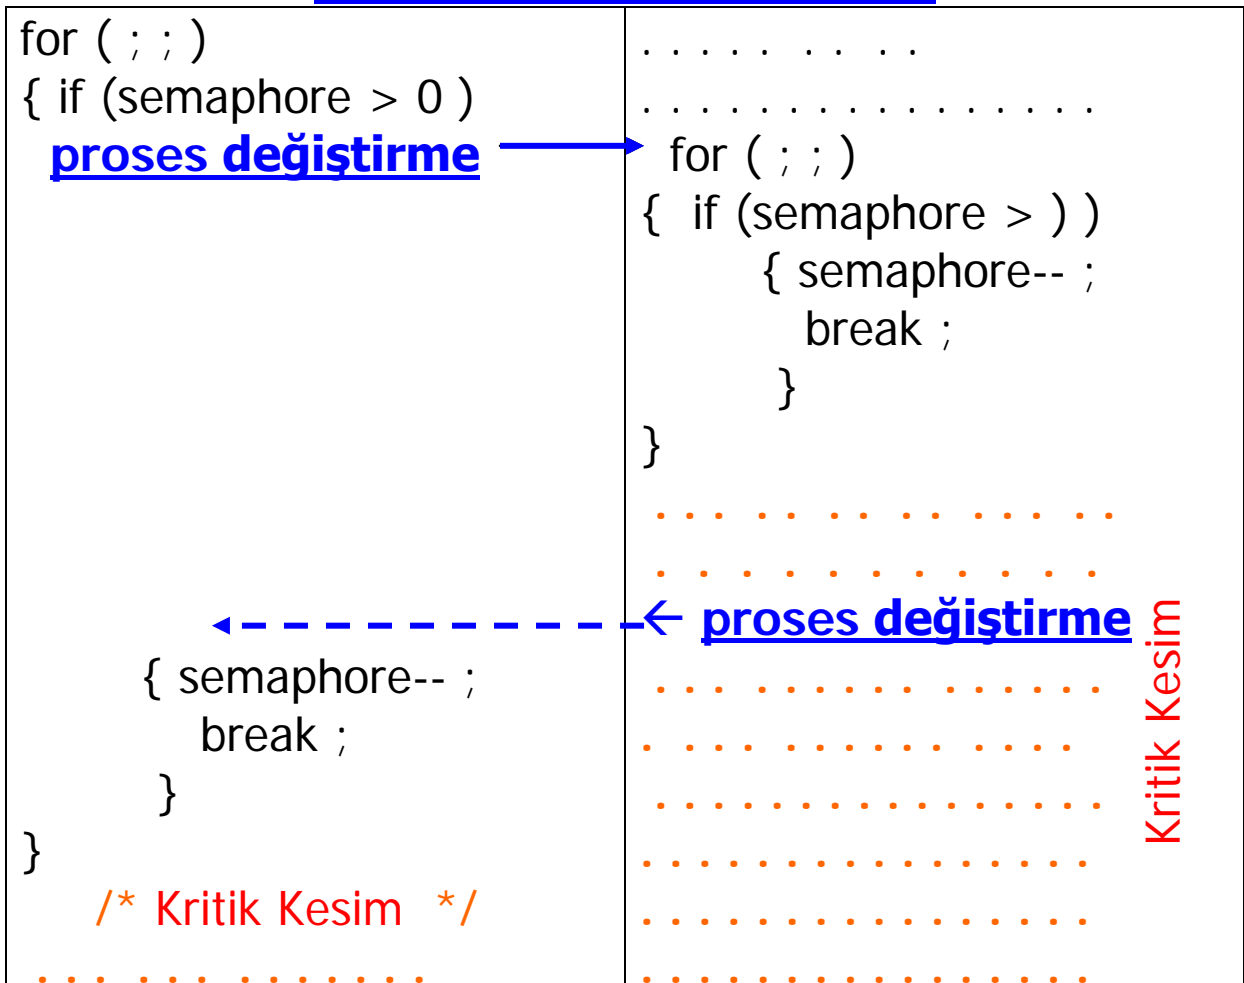 for ( ; ; )
{ if (semaphore > 0 )
proses değiştirme
{ semaphore-- ;
break ;
}
}
/* Kritik Kesim */
. . . . . . . . . . . . .
. . . . . . . . .
. . . . . . . . . . . . . . . .
for ( ; ; )
{ if (semaphore > ) )
{ semaphore-- ;
break ;
}
}
. . . . . . . . . . . . . .
. . . . . . . . . . .
← proses değiştirme
. . . . . . . . . . . . . . .
. . . . . . . . . . . . . .
. . . . . . . . . . . . . . . .
. . . . . . . . . . . . . . . .
. . . . . . . . . . . . . . . .
. . . . . . . . . . . . . . . .
Kritik Kesim